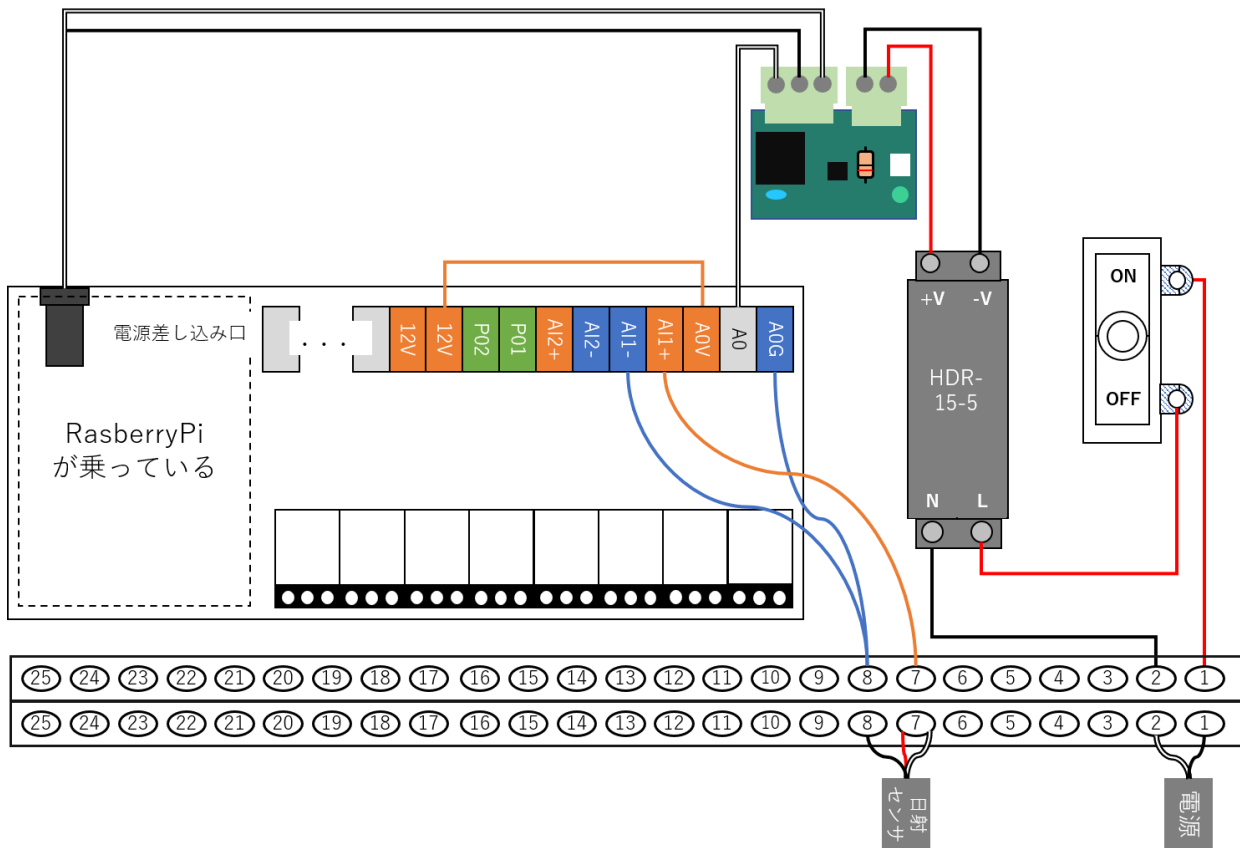 ON
+V -V
電源差し込み口
. . .
12V 12V P02 P01 AI2+ AI2- AI1- AI1+ A0V A0 A0G
HDR-
15-5
OFF
RasberryPi
が乗っている
N L
25 24 23 22 21 20 19 18 17 16 15 14 13 12 11 10 9 8 7 6 5 4 3 2 1
25 24 23 22 21 20 19 18 17 16 15 14 13 12 11 10 9 8 7 6 5 4 3 2 1
日射
センサ
電源